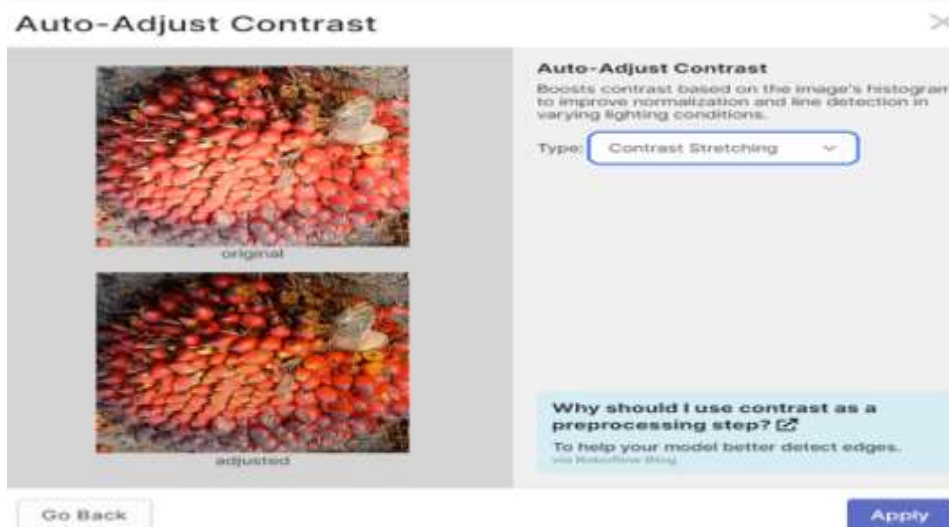 Auto-Adjust Contrast
Auto-Adjust Contrast
Boosts contrast based on the image's histogram
to improve normalization and line detection in
varying lighting conditions.
Type: Contrast Stretching
original
adjusted
Why should I use contrast as a
preprocessing step?
To help your model better detect edges.
via Roboflow Blog
Go Back
Apply